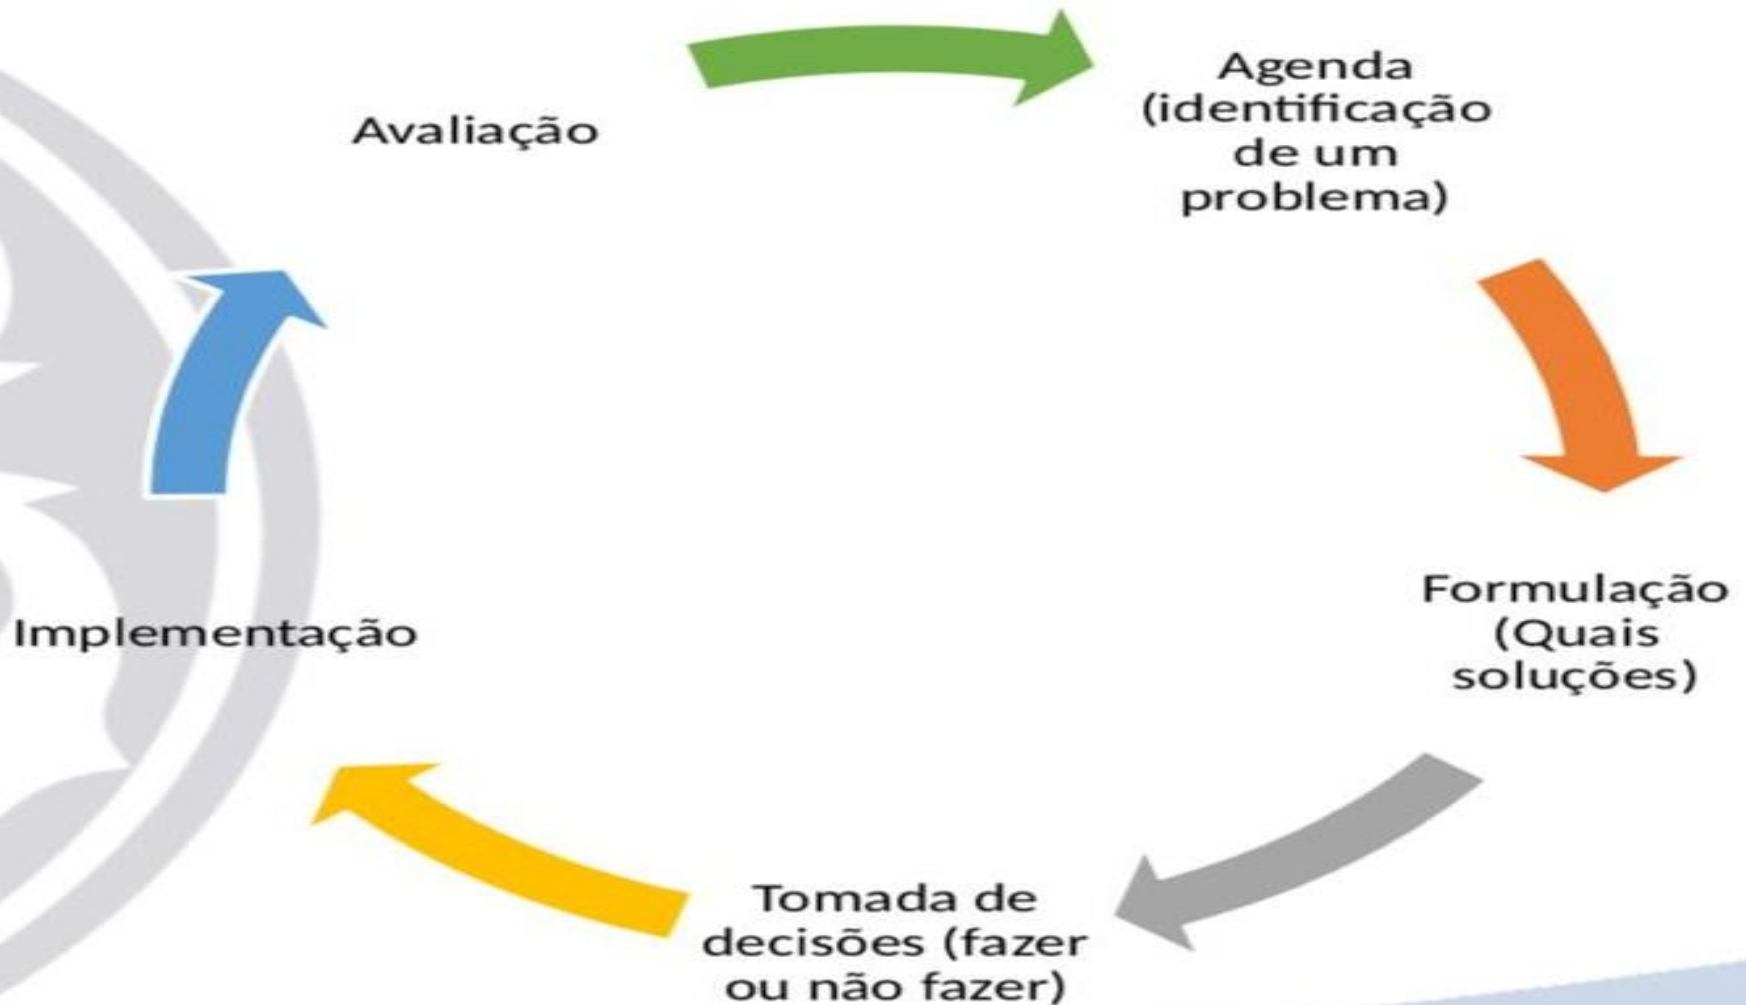 Avaliação
Agenda
(identificação
de um
problema)
Formulação
(Quais
soluções)
Tomada de
decisões (fazer
ou não fazer)
Implementação